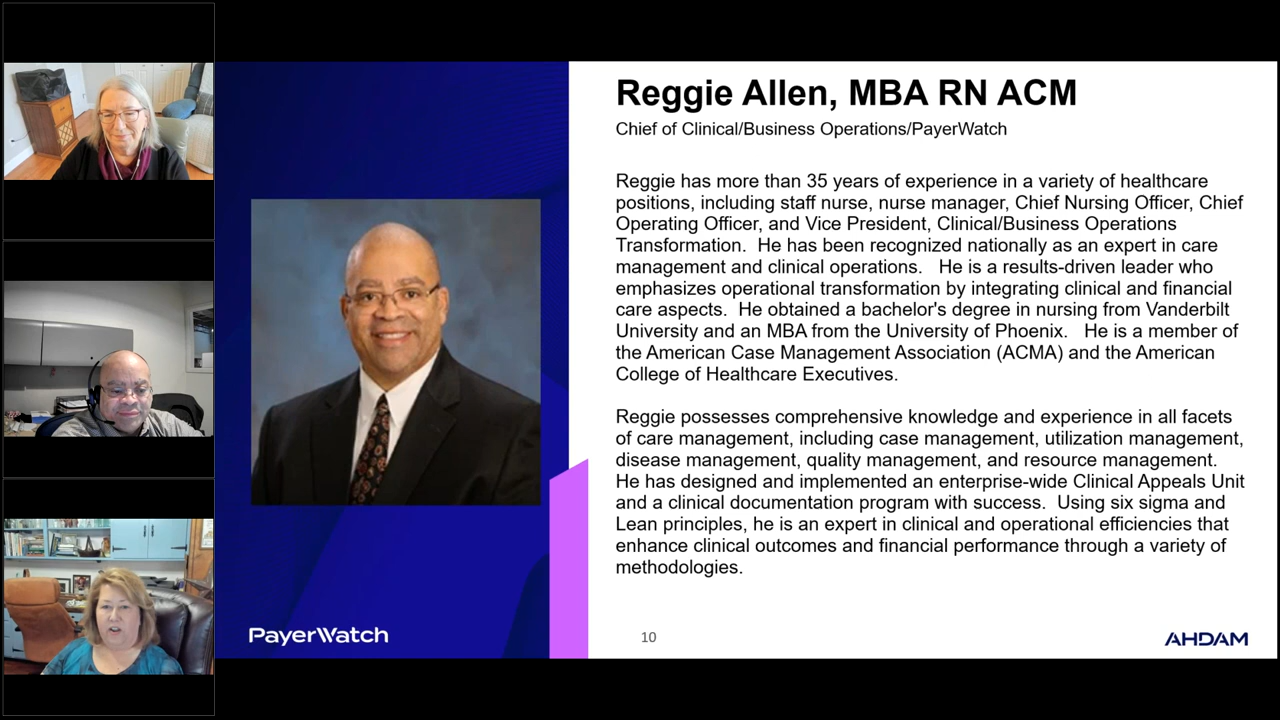 Reggie Allen, MBA RN ACM
Chief of Clinical/Business Operations/PayerWatch
Reggie has more than 35 years of experience in a variety of healthcare
positions, including staff nurse, nurse manager, Chief Nursing Officer, Chief
Operating Officer, and Vice President, Clinical/Business Operations
Transformation.  He has been recognized nationally as an expert in care
management and clinical operations.   He is a results-driven leader who
emphasizes operational transformation by integrating clinical and financial
care aspects.  He obtained a bachelor's degree in nursing from Vanderbilt
University and an MBA from the University of Phoenix.   He is a member of
the American Case Management Association (ACMA) and the American
College of Healthcare Executives.
Reggie possesses comprehensive knowledge and experience in all facets
of care management, including case management, utilization management,
disease management, quality management, and resource management.
He has designed and implemented an enterprise-wide Clinical Appeals Unit
and a clinical documentation program with success.  Using six sigma and
Lean principles, he is an expert in clinical and operational efficiencies that
enhance clinical outcomes and financial performance through a variety of
methodologies.
PayerWatch
10
AHDAM